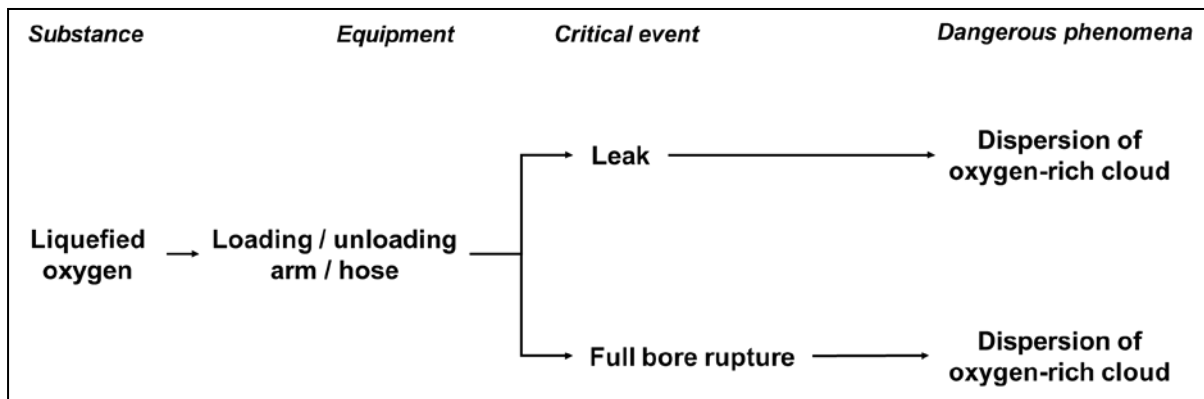 Substance Equipment Critical event Dangerous phenomena
Leak
Dispersion of
oxygen-rich cloud
Liquefied
oxygen
Loading / unloading
arm / hose
Full bore rupture
Dispersion of
oxygen-rich cloud